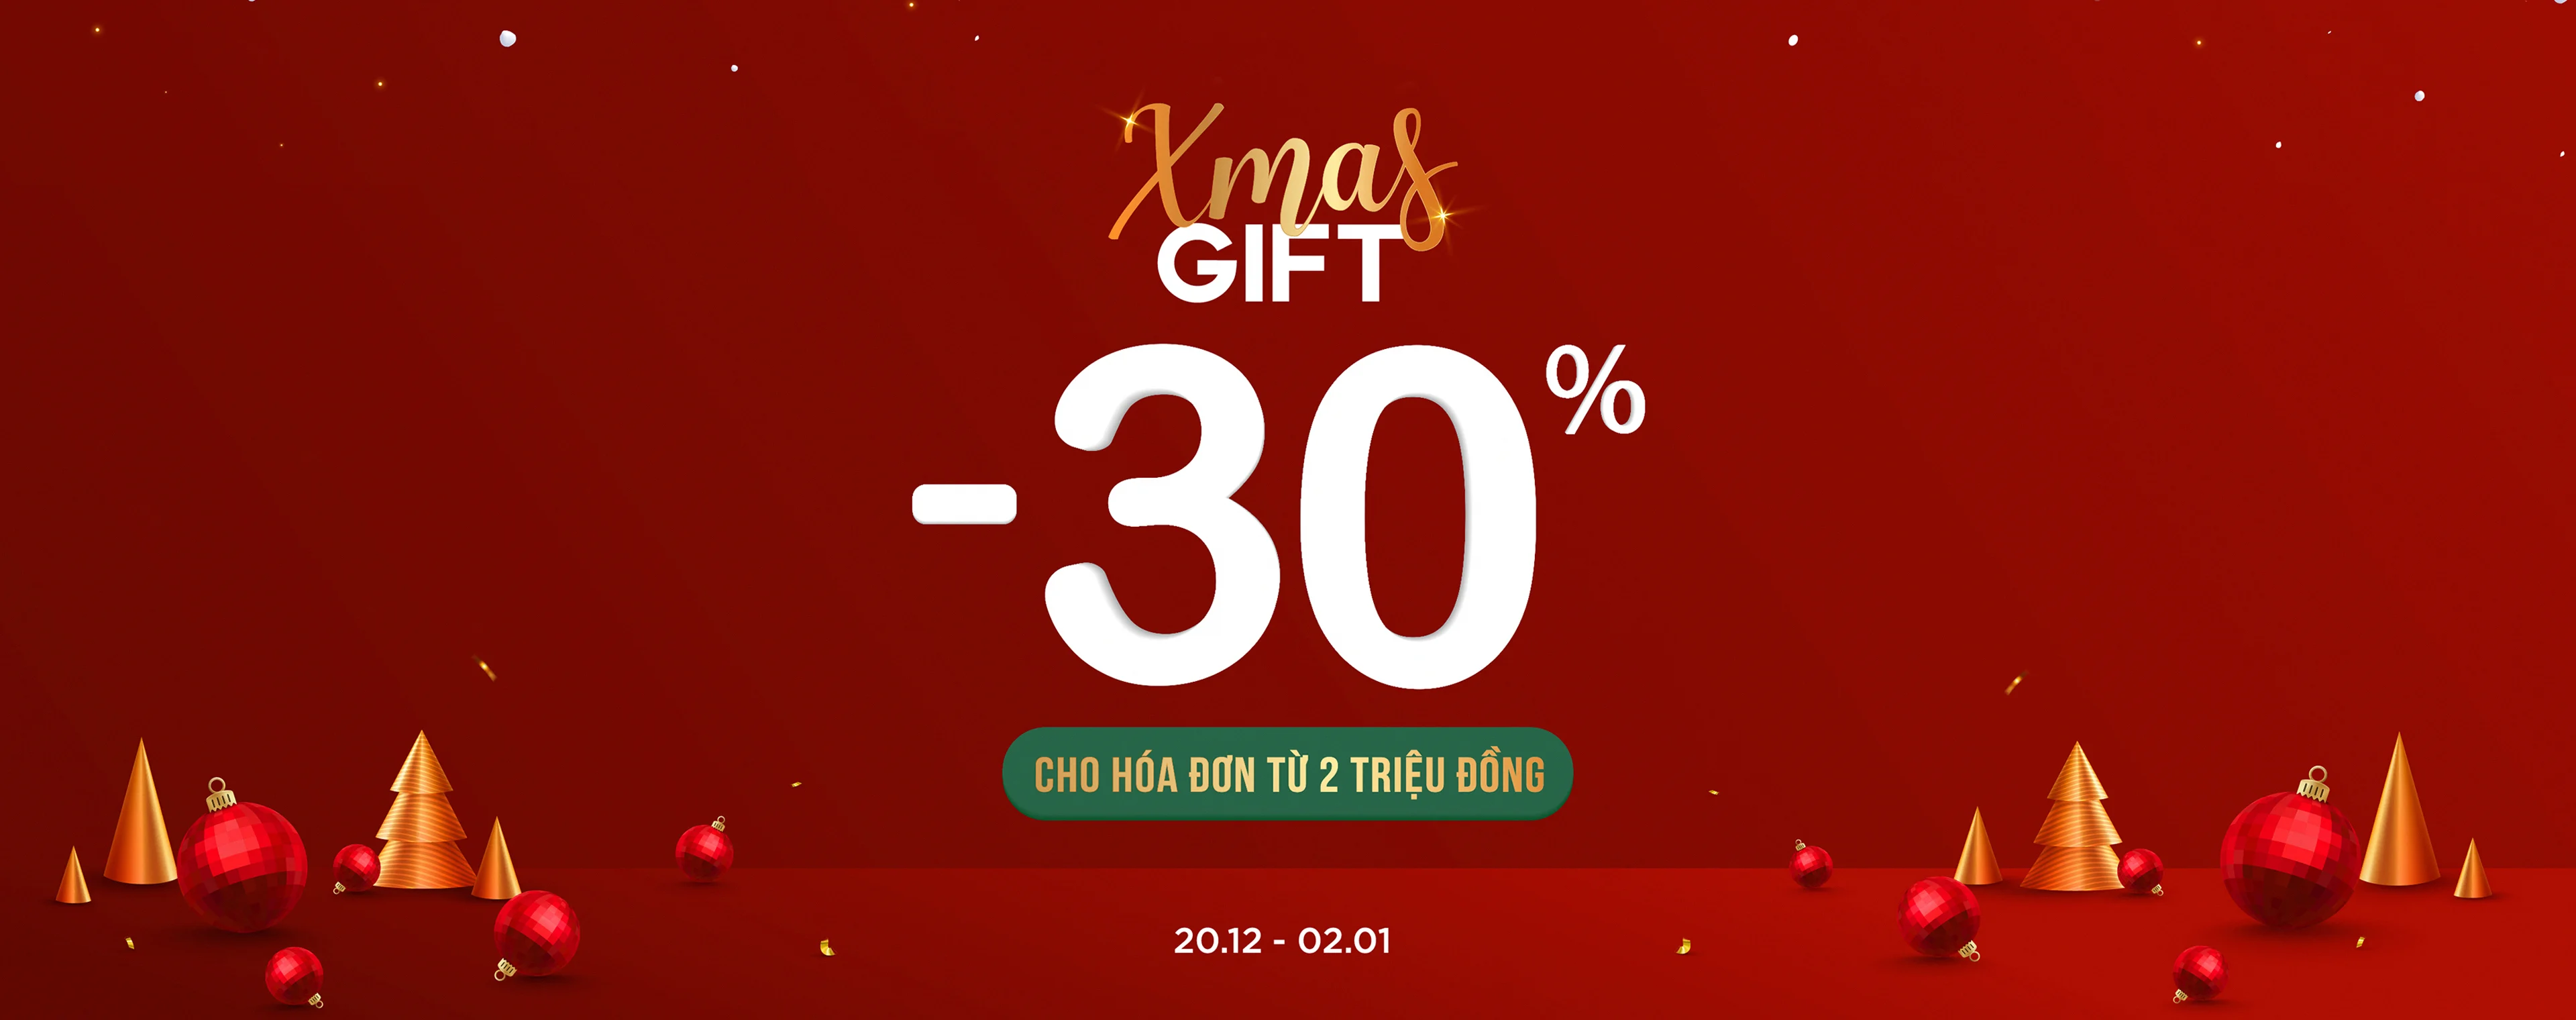 Xmas
GIFT
-30%
CHO HÓA ĐƠN TỪ 2 TRIỆU ĐỒNG
20.12 - 02.01